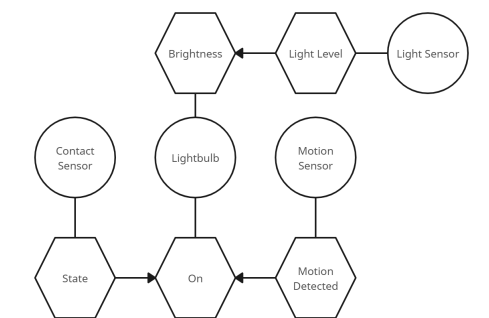 Brightness
Light Level
Light Sensor
Contact
Sensor
Lightbulb
Motion
Sensor
State
On
Motion
Detected